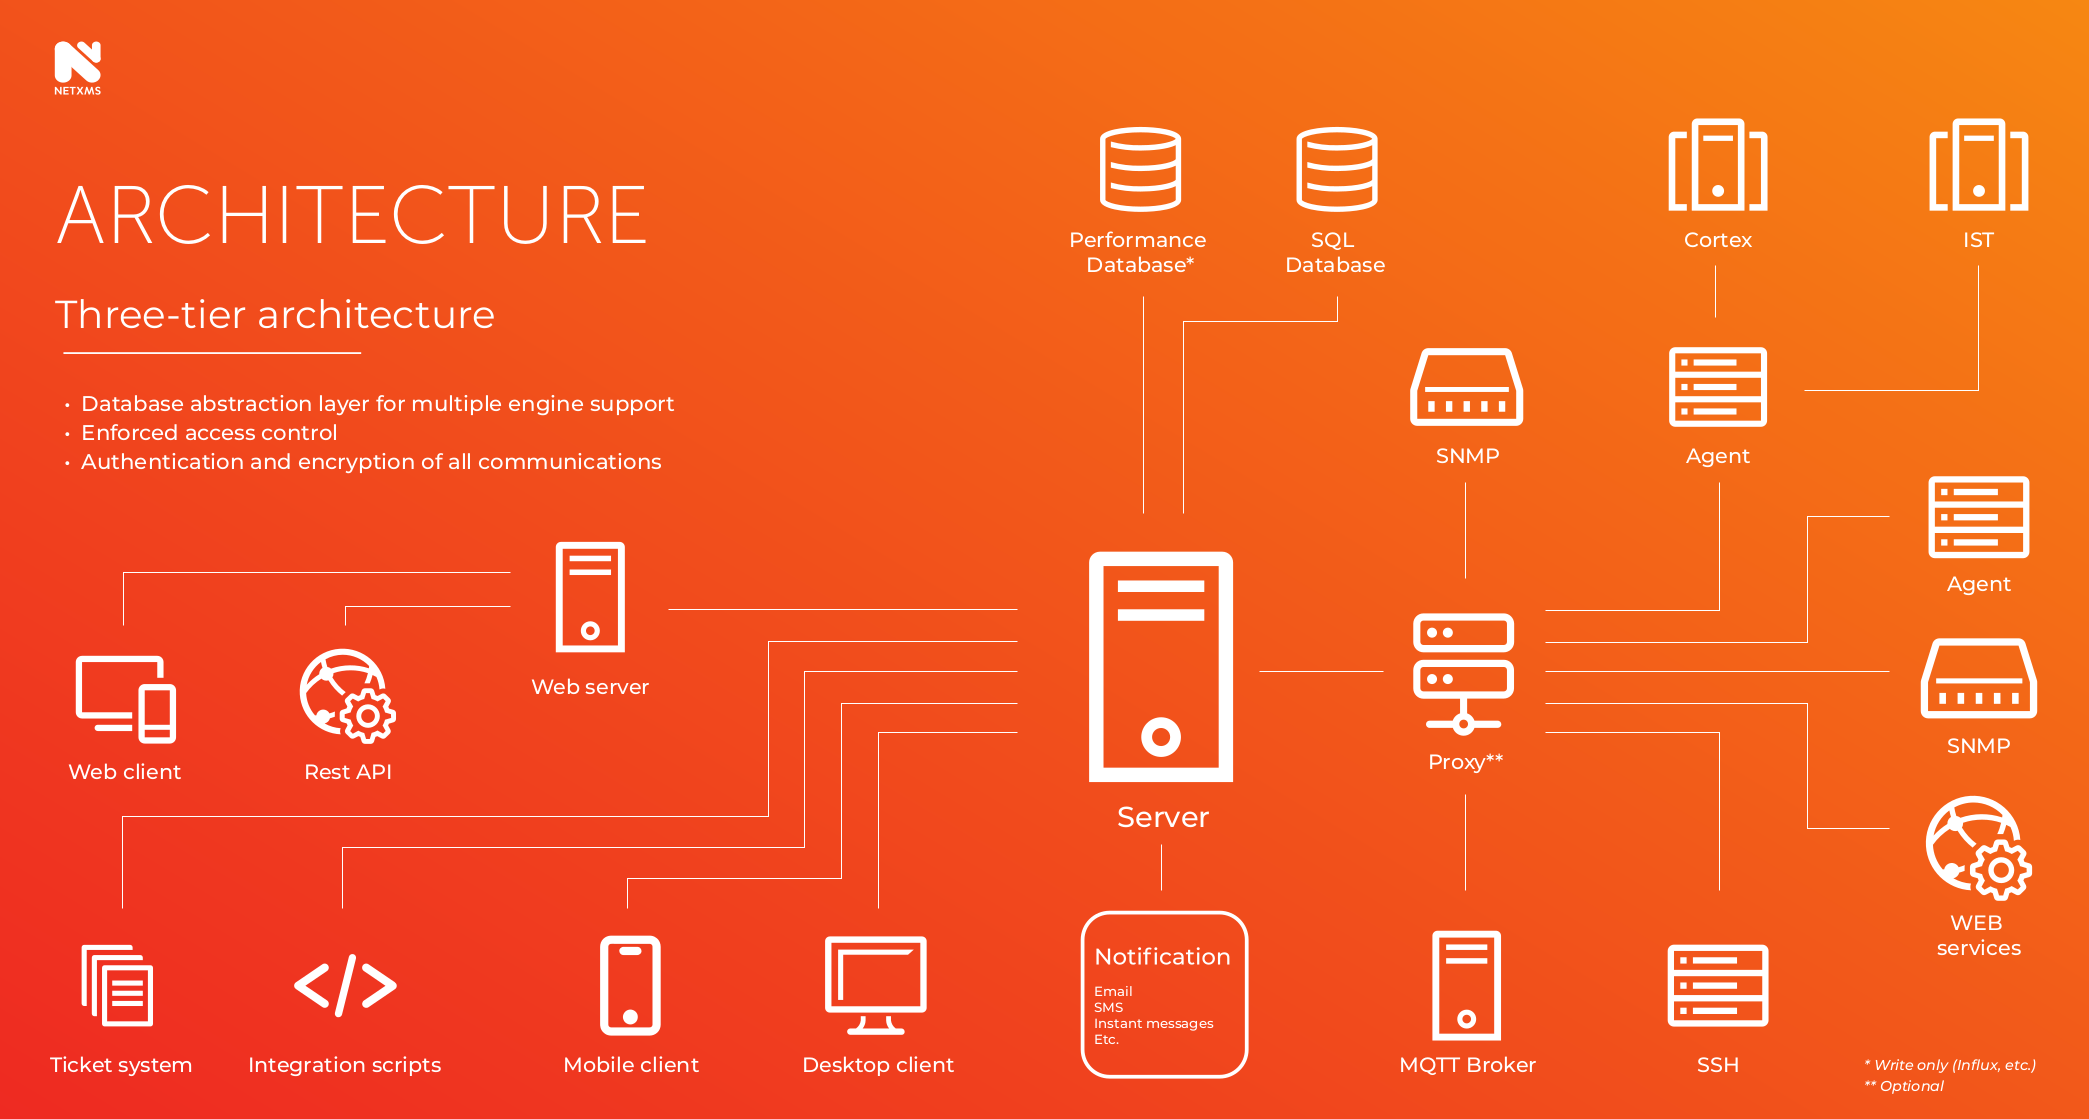 NETXMS
ARCHITECTURE
Three-tier architecture
• Database abstraction layer for multiple engine support
• Enforced access control
• Authentication and encryption of all communications
Performance
Database*
SQL
Database
Cortex
IST
SNMP
Agent
Agent
Web server
Web client
Rest API
Server
Proxy**
SNMP
WEB
services
Notification
Email
SMS
Instant messages
Etc.
Ticket system
Integration scripts
Mobile client
Desktop client
MQTT Broker
SSH
* Write only (Influx, etc.)
** Optional